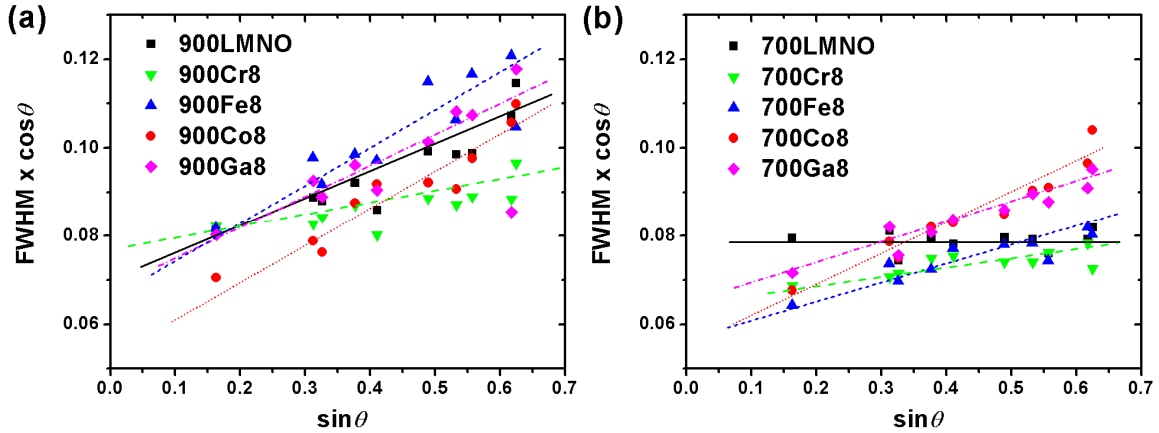 (a)
900LMNO
900Cr8
900Fe8
900Co8
900Ga8
FWHM x cosθ
0.12
0.10
0.08
0.06
0.0 0.1 0.2 0.3 0.4 0.5 0.6 0.7
sinθ
(b)
700LMNO
700Cr8
700Fe8
700Co8
700Ga8
FWHM x cosθ
0.12
0.10
0.08
0.06
0.0 0.1 0.2 0.3 0.4 0.5 0.6 0.7
sinθ